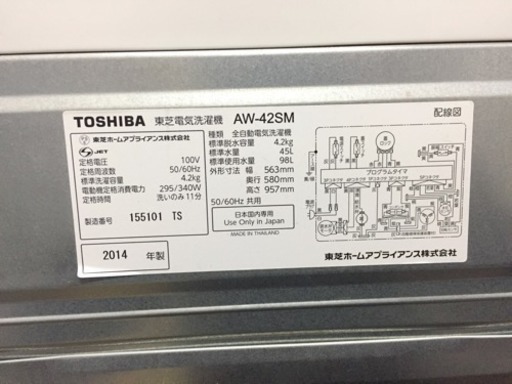 TOSHIBA 東芝電気洗濯機 AW-42SM
配線図
東芝ホームアプライアンス株式会社
JET
定格電圧 100V
定格周波数 50/60Hz
標準洗濯容量 4.2kg
電動機定格消費電力 295/340W
定格時間 洗いのみ 11分
製造番号 155101 TS
2014 年製
種類 全自動電気洗濯機
標準脱水容量 4.2kg
標準水量 45L
標準使用水量 98L
外形寸法 幅 563mm
奥行 580mm
高さ 957mm
50/60Hz 共用
日本国内専用
Use Only in Japan
MADE IN THAILAND
プログラムタイマ
東芝ホームアプライアンス株式会社